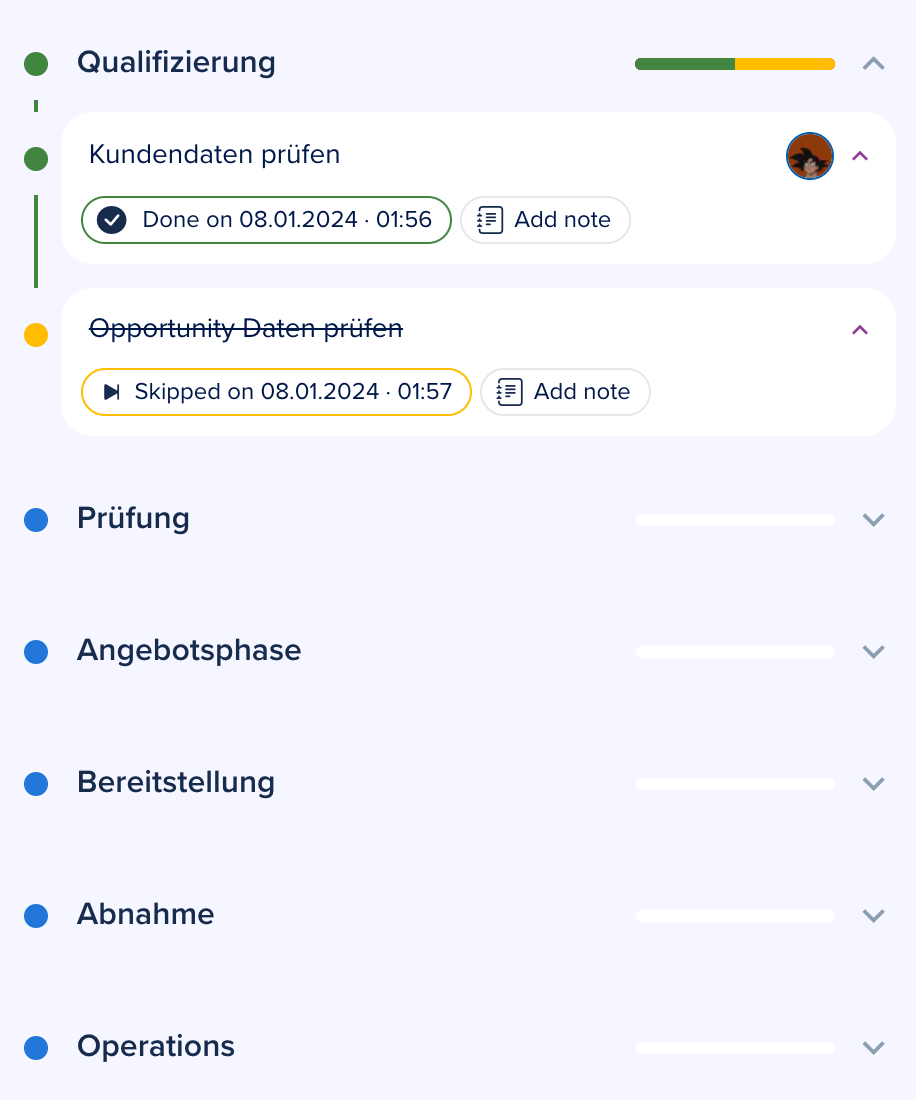 Qualifizierung
Kundendaten prüfen
Done on 08.01.2024 · 01:56
Add note
Opportunity Daten prüfen
Skipped on 08.01.2024 · 01:57
Add note
Prüfung
Angebotsphase
Bereitstellung
Abnahme
Operations